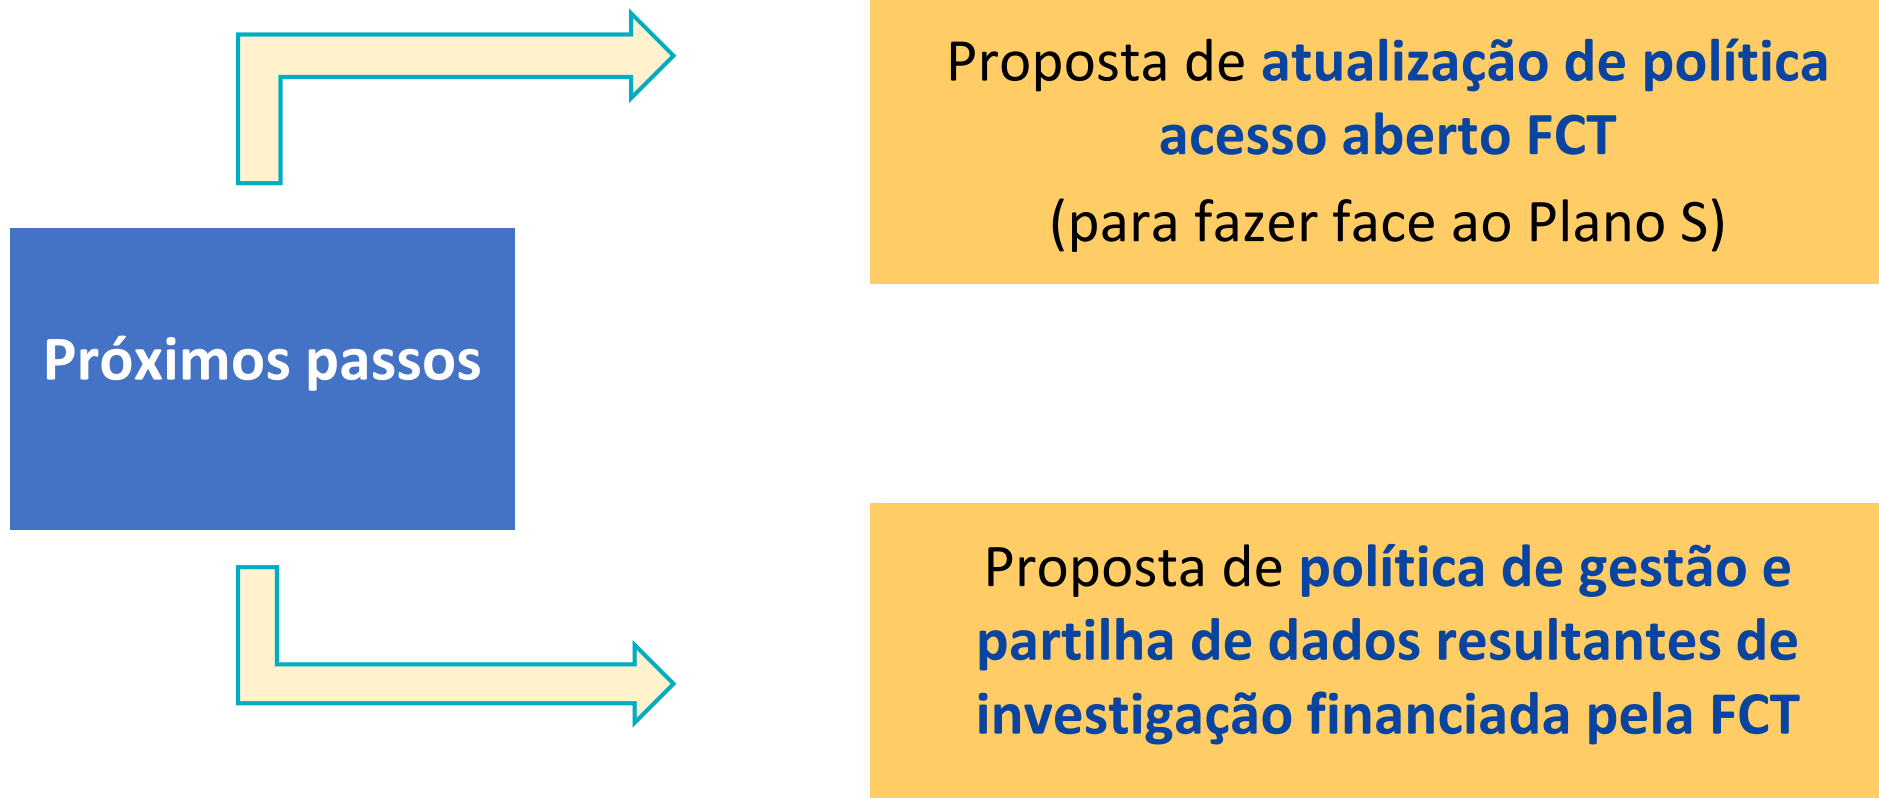 Proposta de atualização de política
acesso aberto FCT
(para fazer face ao Plano S)
Próximos passos
Proposta de política de gestão e
partilha de dados resultantes de
investigação financiada pela FCT